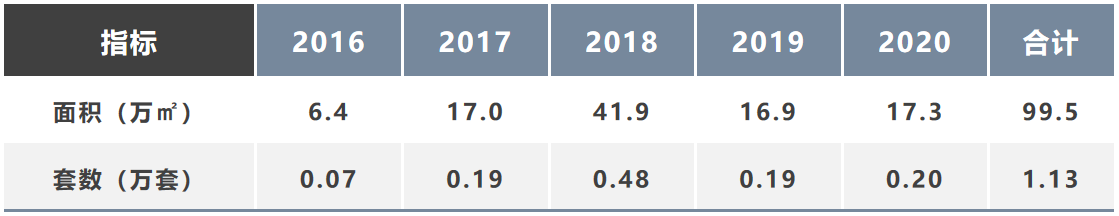 指标 2016 2017 2018 2019 2020 合计
面积（万㎡） 6.4 17.0 41.9 16.9 17.3 99.5
套数（万套） 0.07 0.19 0.48 0.19 0.20 1.13